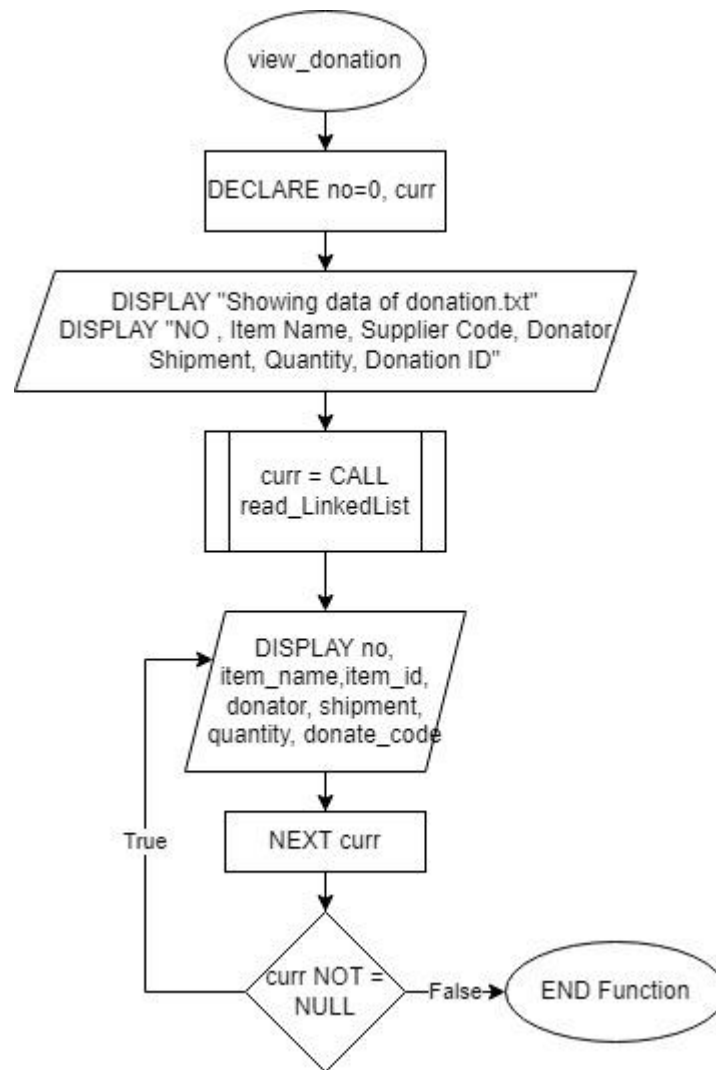 view_donation
DECLARE no=0, curr
DISPLAY "Showing data of donation.txt"
DISPLAY "NO , Item Name, Supplier Code, Donator
Shipment, Quantity, Donation ID"
curr = CALL
read_LinkedList
DISPLAY no,
item_name,item_id,
donator, shipment,
quantity, donate_code
NEXT curr
True
curr NOT =
NULL
False
END Function